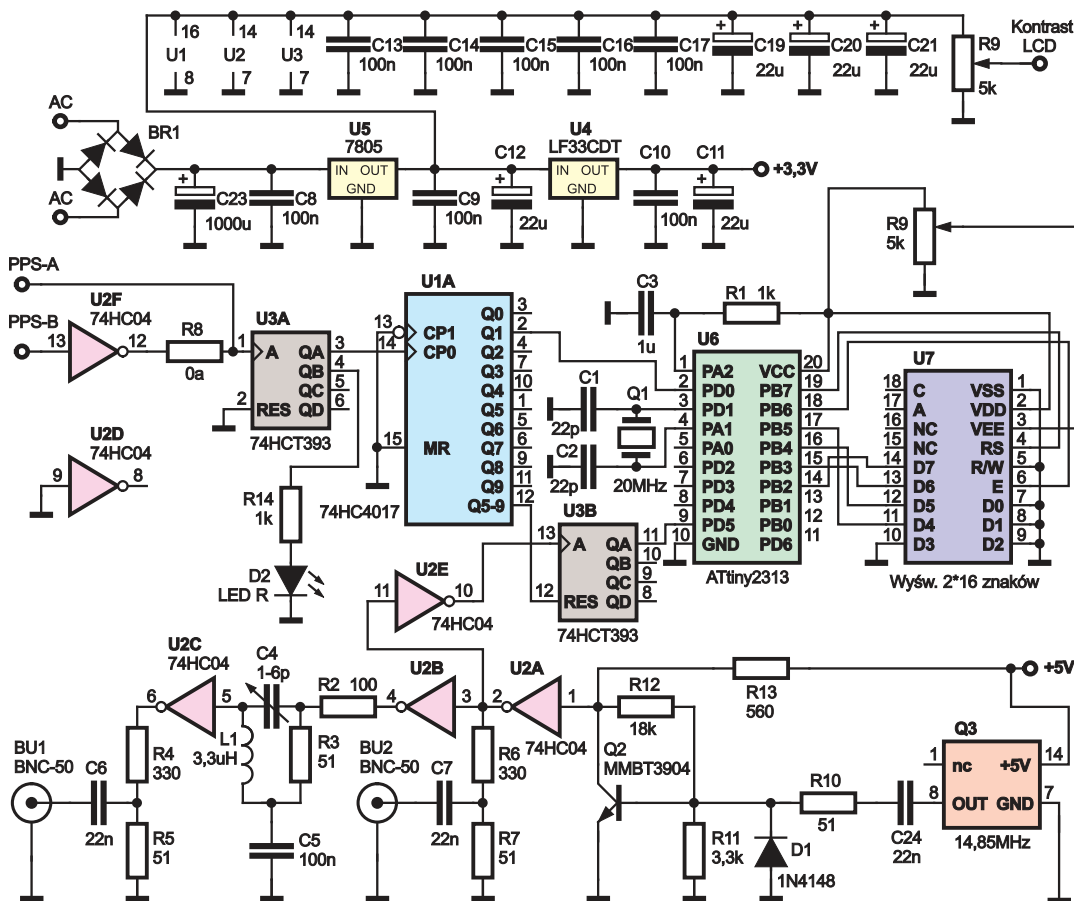 16 14 14
U1 U2 U3
8 7 7
C13 100n
C14 100n
C15 100n
C16 100n
C17 100n
+ C19 22u
+ C20 22u
+ C21 22u
R9 5k
Kontrast LCD
AC
BR1
AC
+ C23 1000u
C8 100n
U5
7805
IN OUT
GND
C9 100n
C12 + 22u
U4
LF33CDT
IN OUT
GND
C10 100n
C11 + 22u
+3,3V
R9 5k
PPS-A
PPS-B
U2F
74HC04
13 12
R8
0a
U3A
1 A QA 3
QB 4
QC 5
2 RES QD 6
74HCT393
U2D
74HC04
9 8
R14 1k
D2
LED R
U1A
13 CP1
14 CP0
15 MR
Q0 3
Q1 2
Q2 4
Q3 7
Q4 10
Q5 1
Q6 5
Q7 6
Q8 9
Q9 11
Q5-9 12
74HC4017
C3
1u
R1 1k
C1
22p
C2
22p
Q1
20MHz
U6
1 PA2 VCC 20
2 PD0 PB7 19
3 PD1 PB6 18
4 PA1 PB5 17
5 PA0 PB4 16
6 PD2 PB3 15
7 PD3 PB2 14
8 PD4 PB1 13
9 PD5 PB0 12
10 GND PD6 11
ATtiny2313
U7
18 C VSS 1
17 A VDD 2
16 NC VEE 3
15 NC RS 4
14 D7 R/W 5
13 D6 E 6
12 D5 D0 7
11 D4 D1 8
10 D3 D2 9
Wyśw. 2*16 znaków
U3B
13 A QA 11
QB 10
QC 9
12 RES QD 8
74HCT393
U2E
11 10
74HC04
U2C
74HC04
6 5
C4
1-6p
R2 100
U2B
4 3
U2A
2 1
74HC04
R12
18k
R13
560
+5V
BU1
BNC-50
C6
22n
R4 330
R5 51
L1
3,3uH
R3 51
C5
100n
BU2
BNC-50
C7
22n
R6 330
R7 51
Q2
MMBT3904
R11 3,3k
D1
1N4148
R10
51
C24
22n
Q3
1 nc +5V 14
8 OUT GND 7
14,85MHz